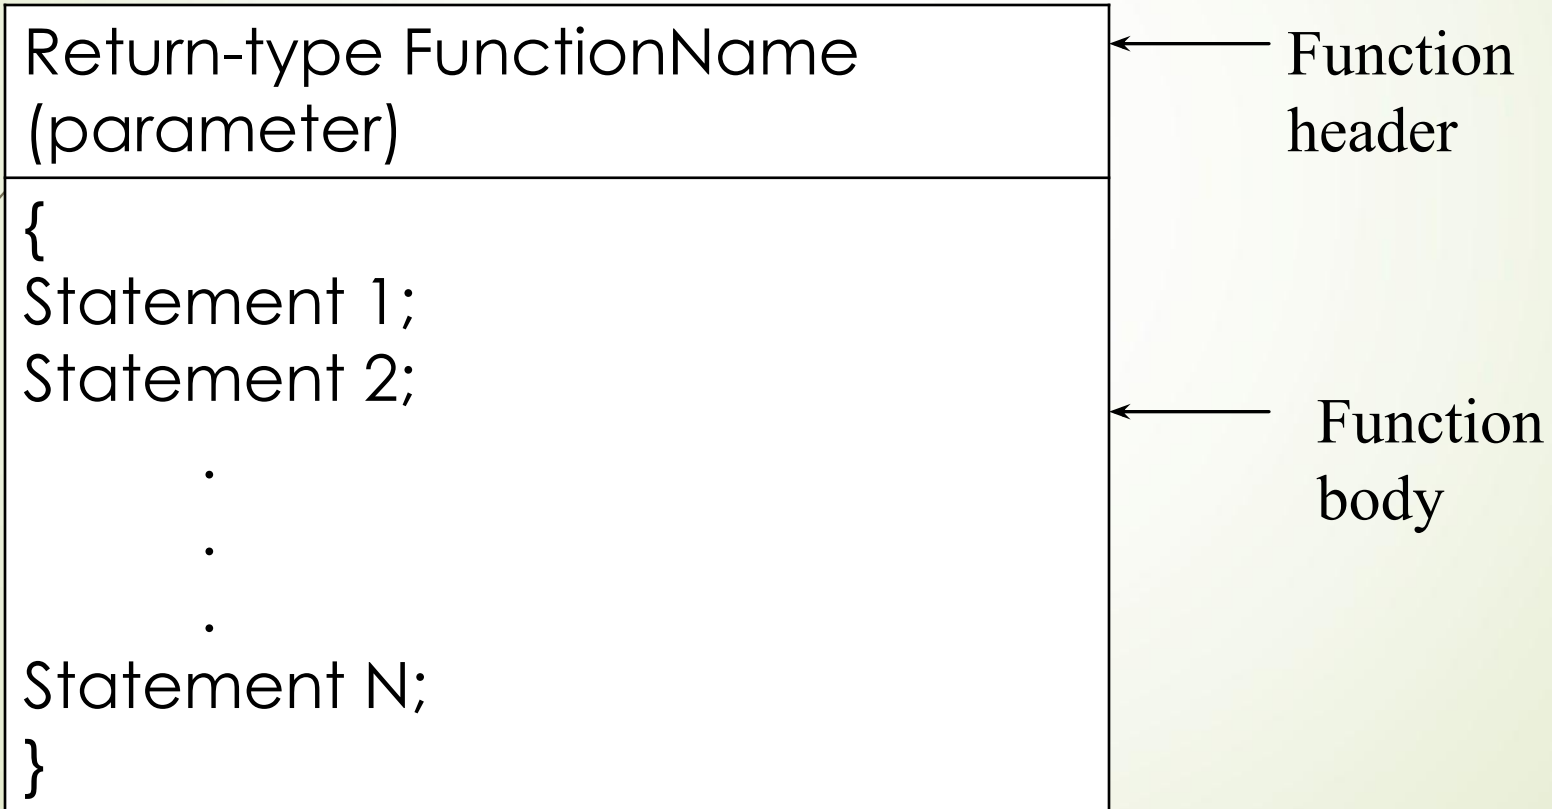 Return-type FunctionName
(parameter)
Function
header
{
Statement 1;
Statement 2;
.
.
.
Statement N;
}
Function
body